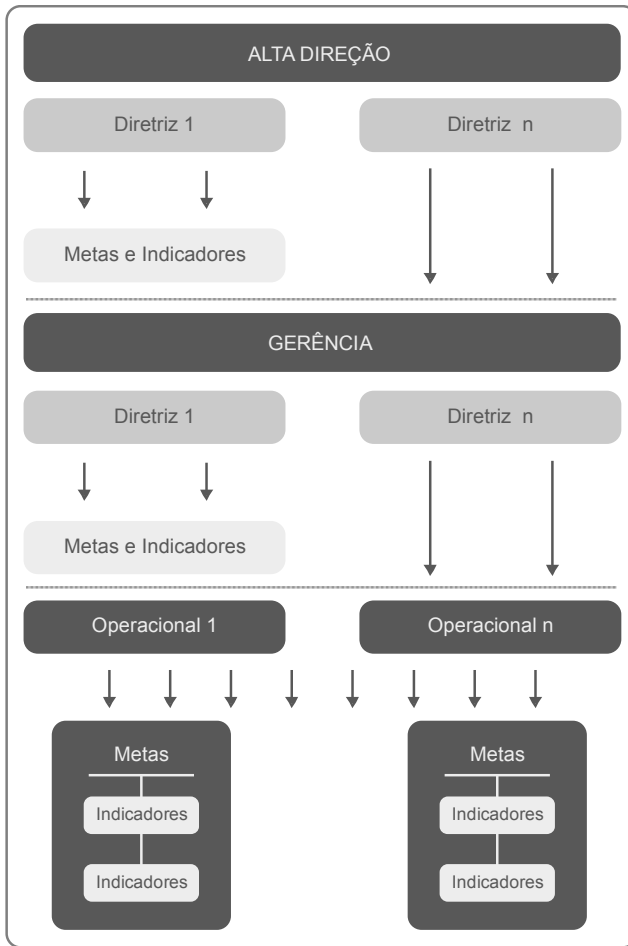 ALTA DIREÇÃO
Diretriz 1
Diretriz n
Metas e Indicadores
GERÊNCIA
Diretriz 1
Diretriz n
Metas e Indicadores
Operacional 1
Operacional n
Metas
Indicadores
Indicadores
Metas
Indicadores
Indicadores